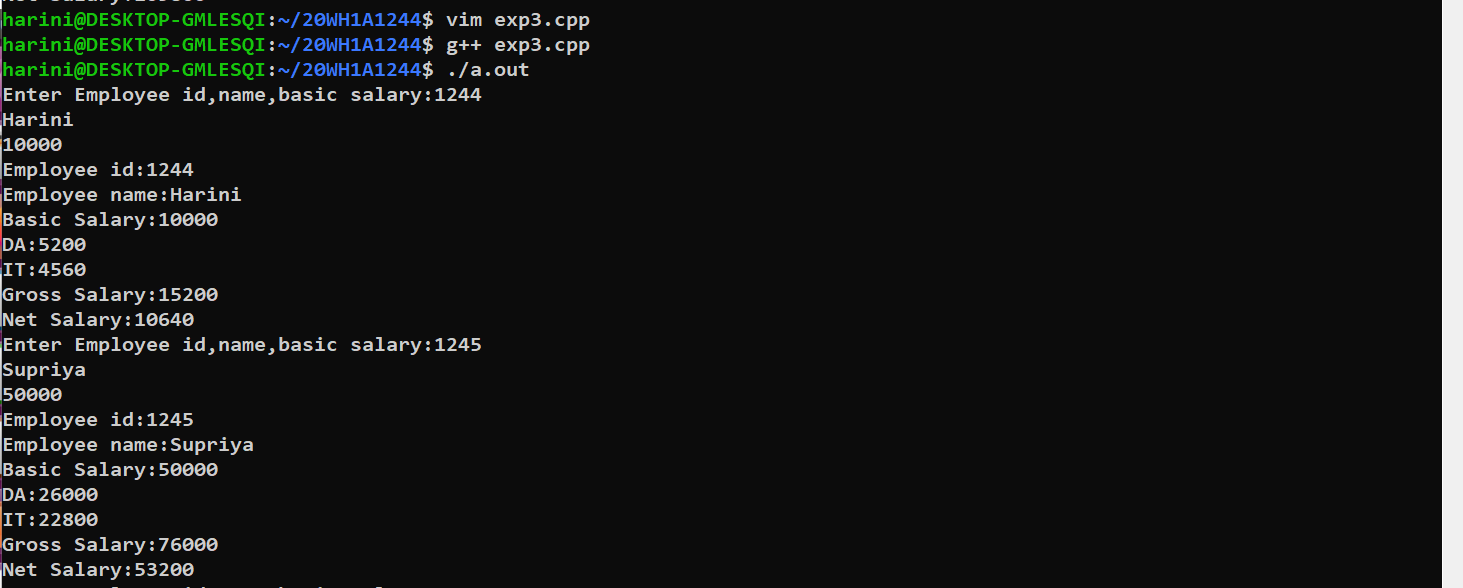 harini@DESKTOP-GMLESQI:~/20WH1A1244$ vim exp3.cpp
harini@DESKTOP-GMLESQI:~/20WH1A1244$ g++ exp3.cpp
harini@DESKTOP-GMLESQI:~/20WH1A1244$ ./a.out
Enter Employee id,name,basic salary:1244
Harini
10000
Employee id:1244
Employee name:Harini
Basic Salary:10000
DA:5200
IT:4560
Gross Salary:15200
Net Salary:10640
Enter Employee id,name,basic salary:1245
Supriya
50000
Employee id:1245
Employee name:Supriya
Basic Salary:50000
DA:26000
IT:22800
Gross Salary:76000
Net Salary:53200